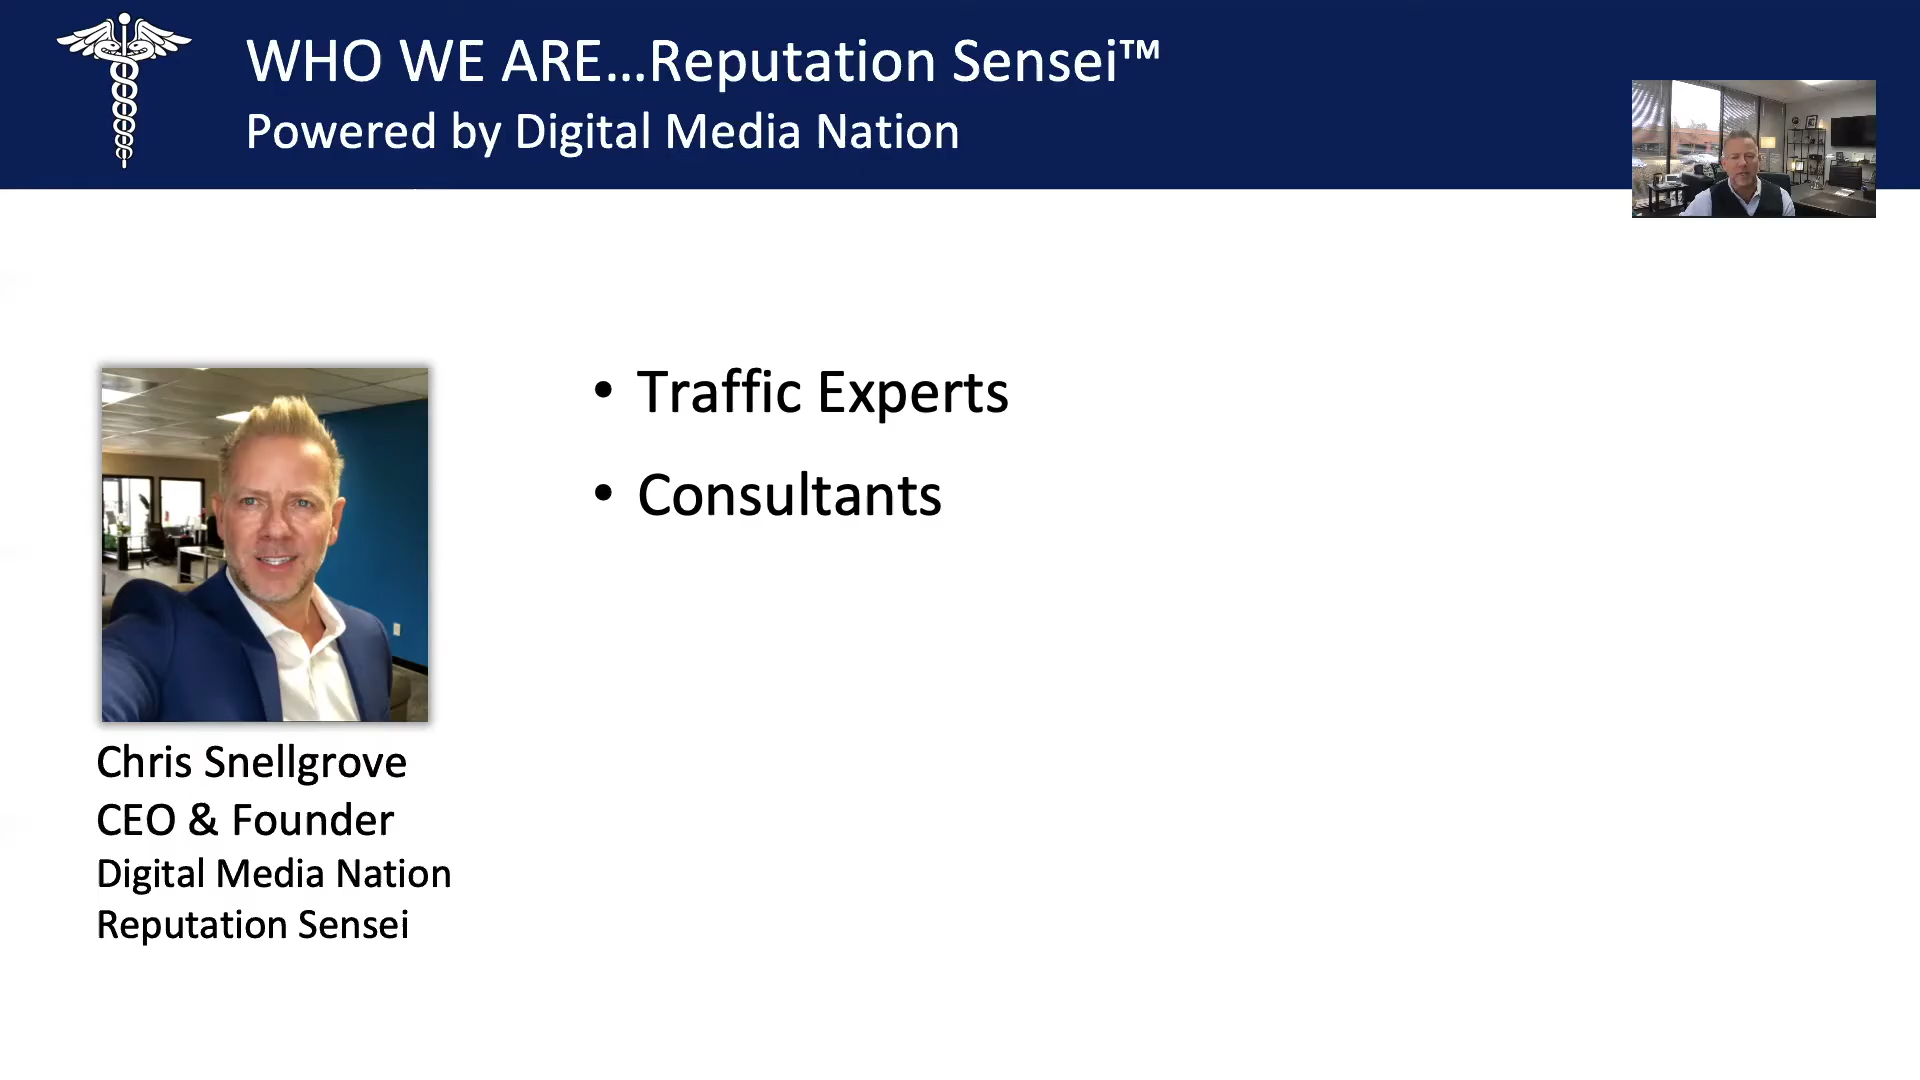 WHO WE ARE...Reputation Sensei™
Powered by Digital Media Nation
• Traffic Experts
• Consultants
Chris Snellgrove
CEO & Founder
Digital Media Nation
Reputation Sensei